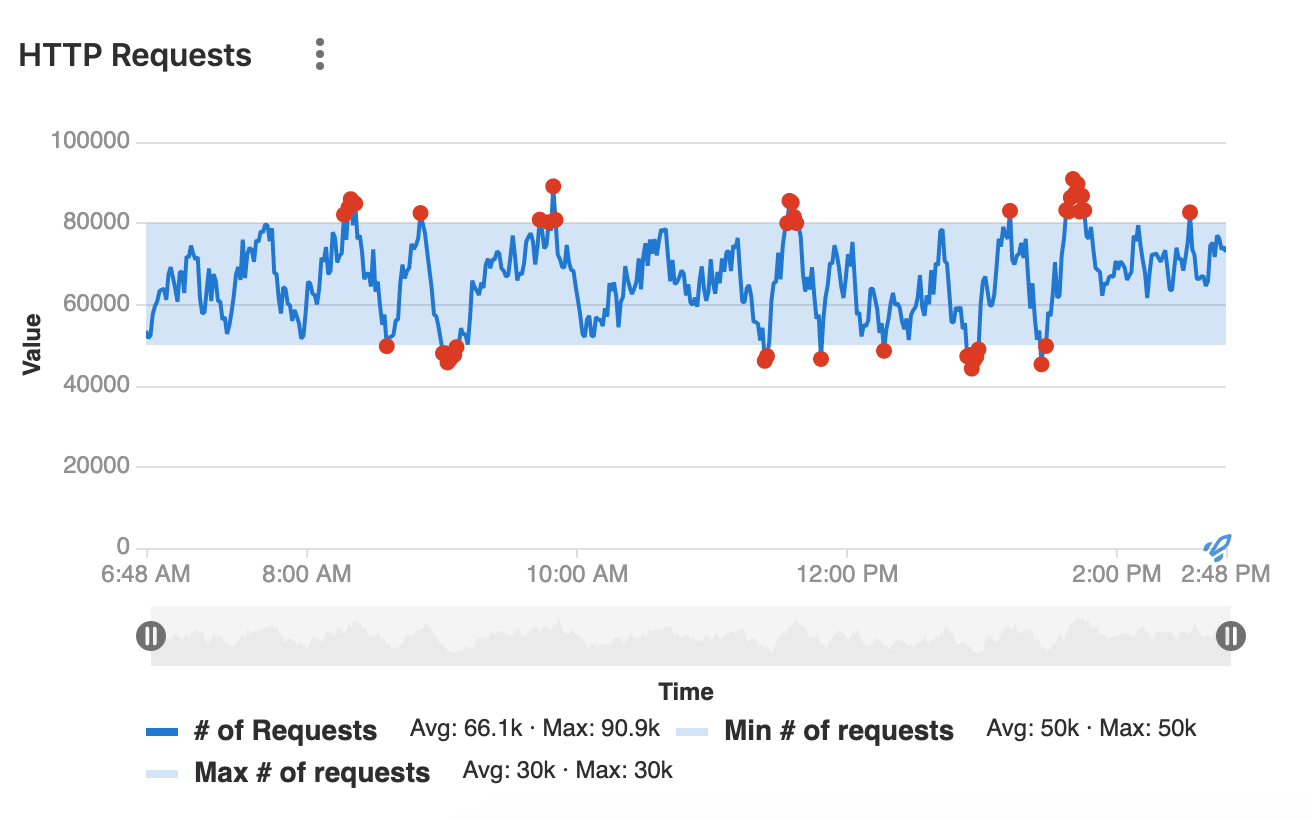 HTTP Requests
100000
80000
60000
40000
20000
0
Value
6:48 AM 8:00 AM 10:00 AM 12:00 PM 2:00 PM 2:48 PM
Time
# of Requests Avg: 66.1k · Max: 90.9k Min # of requests Avg: 50k · Max: 50k
Max # of requests Avg: 30k · Max: 30k